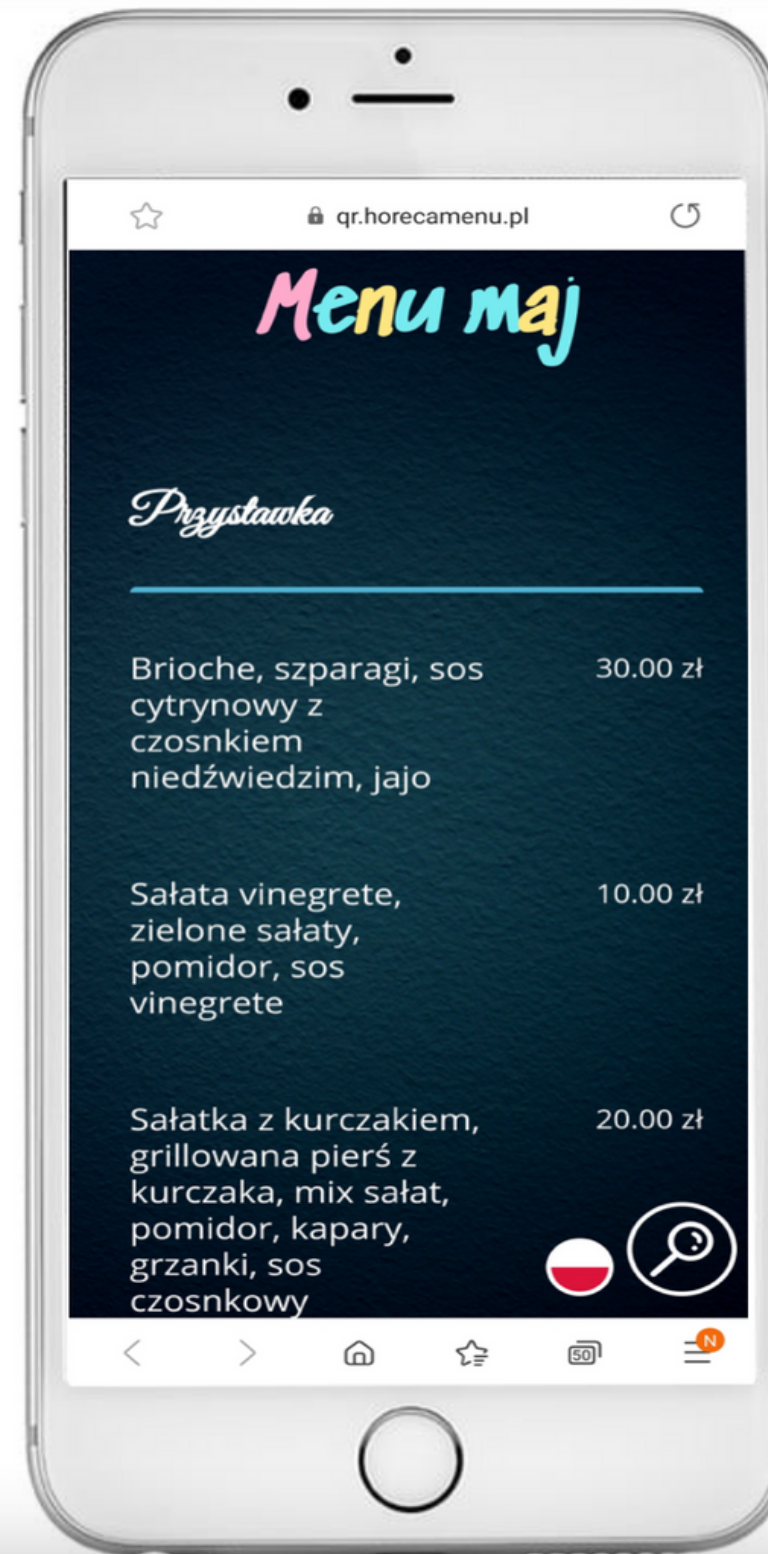 qr.horecamenu.pl
Menu maj
Przystawka
Brioche, szparagi, sos 30.00 zł
cytrynowy z
czosnkiem
niedźwiedzim, jajo
Sałata vinegrete, 10.00 zł
zielone sałaty,
pomidor, sos
vinegrete
Sałatka z kurczakiem, 20.00 zł
grillowana pierś z
kurczaka, mix sałat,
pomidor, kapary,
grzanki, sos
czosnkowy
50
N